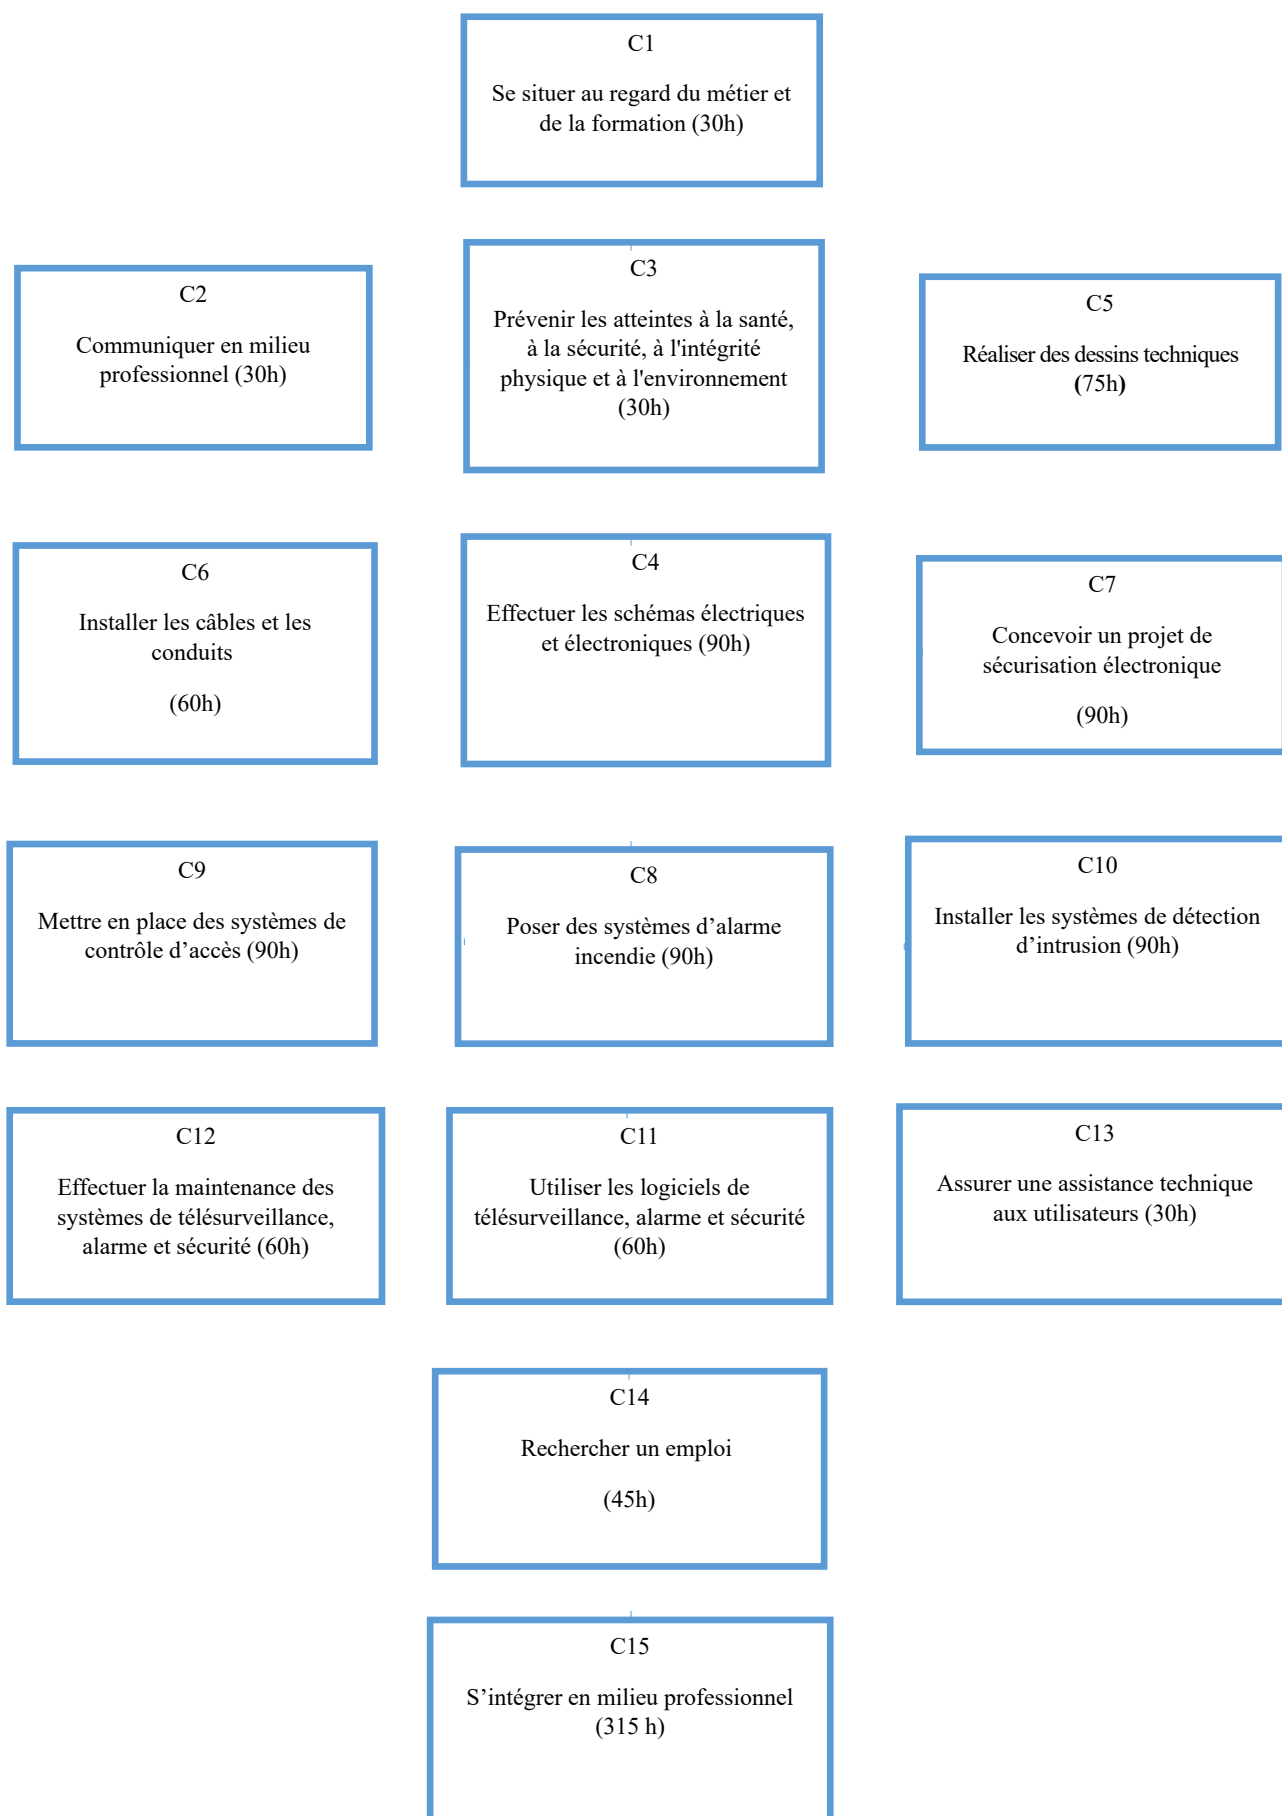 C1
Se situer au regard du métier et
de la formation (30h)
C2
Communiquer en milieu
professionnel (30h)
C3
Prévenir les atteintes à la santé,
à la sécurité, à l'intégrité
physique et à l'environnement
(30h)
C5
Réaliser des dessins techniques
(75h)
C6
Installer les câbles et les
conduits
(60h)
C4
Effectuer les schémas électriques
et électroniques (90h)
C7
Concevoir un projet de
sécurisation électronique
(90h)
C9
Mettre en place des systèmes de
contrôle d’accès (90h)
C8
Poser des systèmes d’alarme
incendie (90h)
C10
Installer les systèmes de détection
d’intrusion (90h)
C12
Effectuer la maintenance des
systèmes de télésurveillance,
alarme et sécurité (60h)
C11
Utiliser les logiciels de
télésurveillance, alarme et sécurité
(60h)
C13
Assurer une assistance technique
aux utilisateurs (30h)
C14
Rechercher un emploi
(45h)
C15
S’intégrer en milieu professionnel
(315 h)